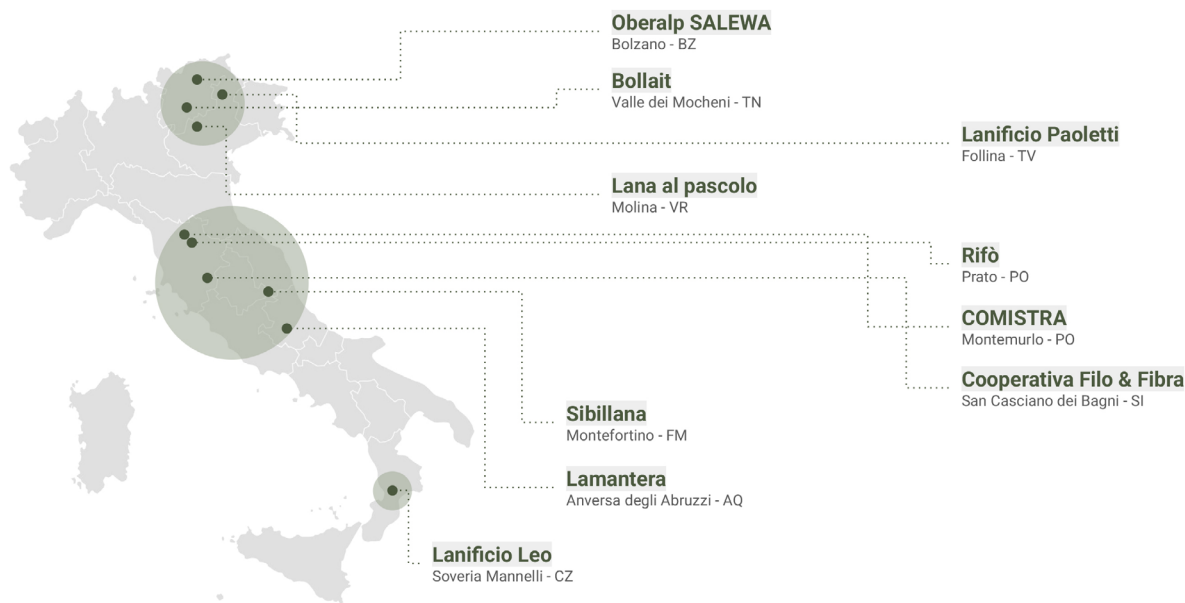 Oberalp SALEWA
Bolzano - BZ
Bollait
Valle dei Mocheni - TN
Lanificio Paoletti
Follina - TV
Lana al pascolo
Molina - VR
Rifò
Prato - PO
COMISTRA
Montemurlo - PO
Cooperativa Filo & Fibra
San Casciano dei Bagni - SI
Sibillana
Montefortino - FM
Lamantera
Anversa degli Abruzzi - AQ
Lanificio Leo
Soveria Mannelli - CZ